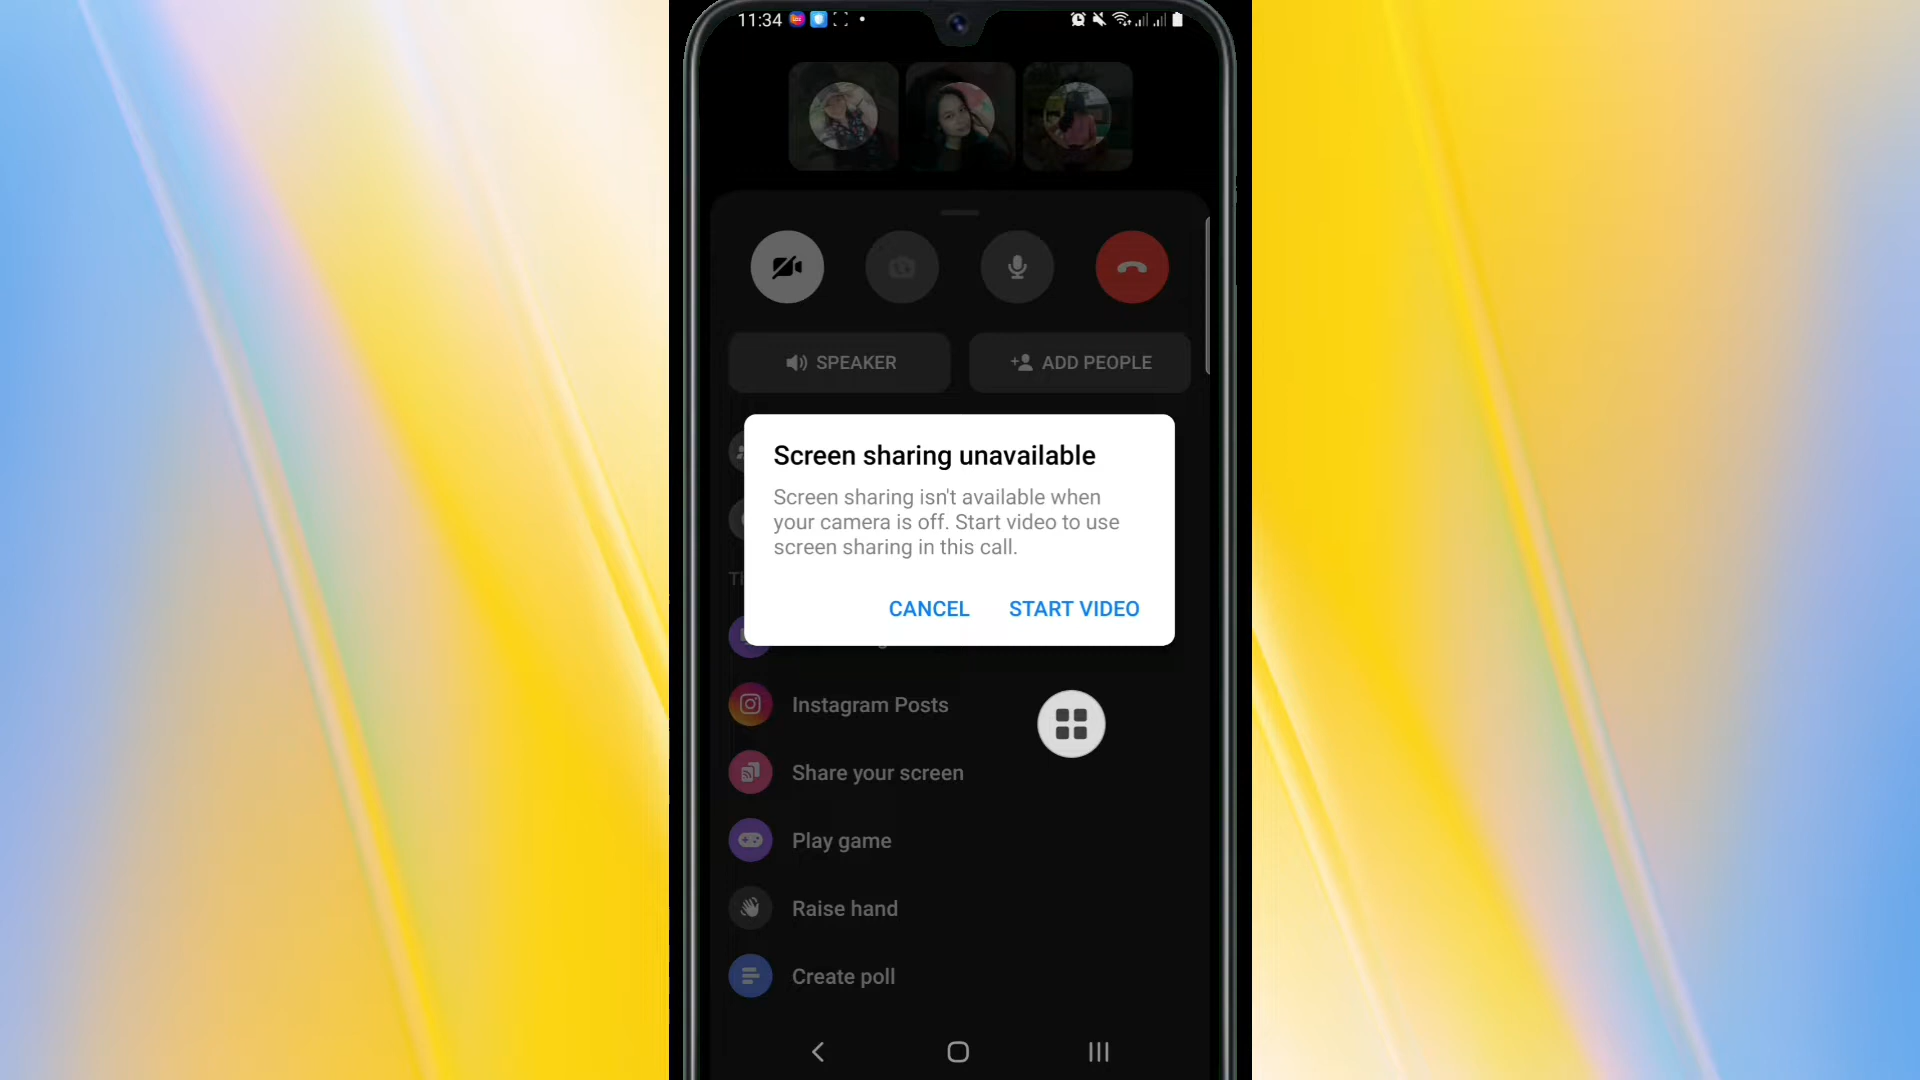 11:34
SPEAKER
ADD PEOPLE
Screen sharing unavailable
Screen sharing isn't available when
your camera is off. Start video to use
screen sharing in this call.
CANCEL
START VIDEO
Instagram Posts
Share your screen
Play game
Raise hand
Create poll